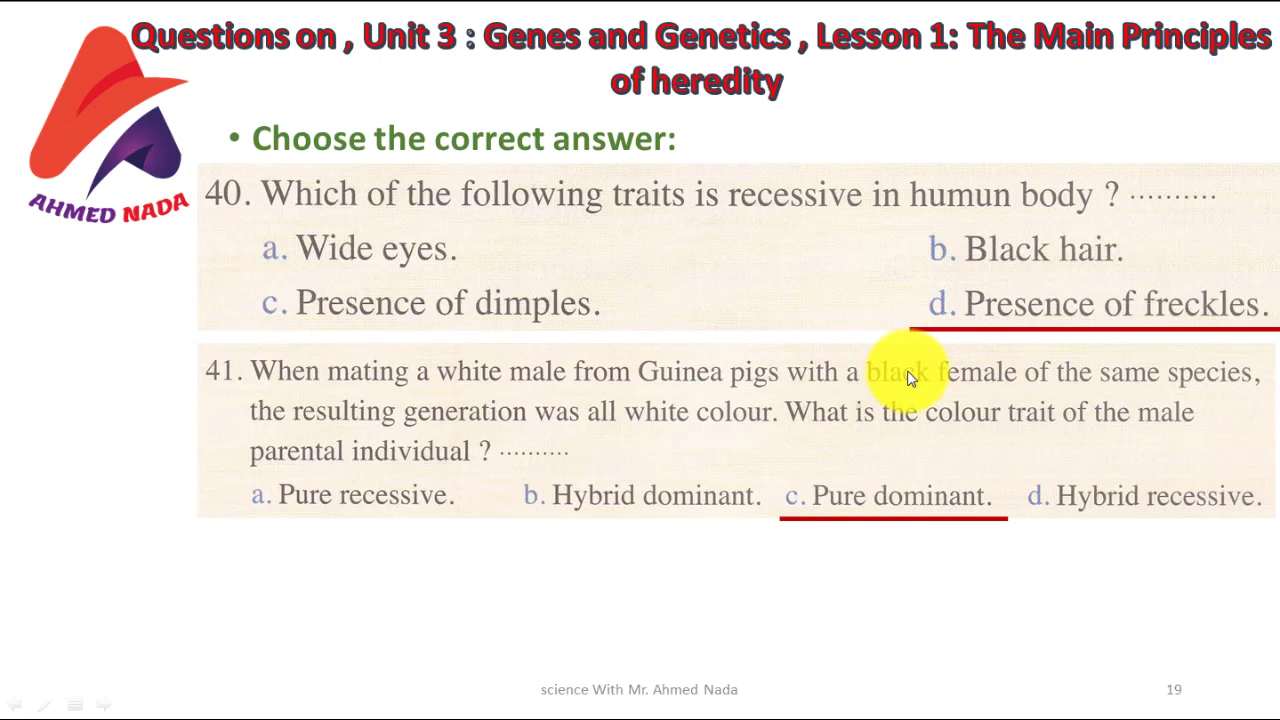 Questions on , Unit 3 : Genes and Genetics , Lesson 1: The Main Principles
of heredity
AHMED NADA
• Choose the correct answer:
40. Which of the following traits is recessive in humun body ? ..........
a. Wide eyes. b. Black hair.
c. Presence of dimples. d. Presence of freckles.
41. When mating a white male from Guinea pigs with a black female of the same species,
the resulting generation was all white colour. What is the colour trait of the male
parental individual ? ..........
a. Pure recessive. b. Hybrid dominant. c. Pure dominant. d. Hybrid recessive.
science With Mr. Ahmed Nada 19